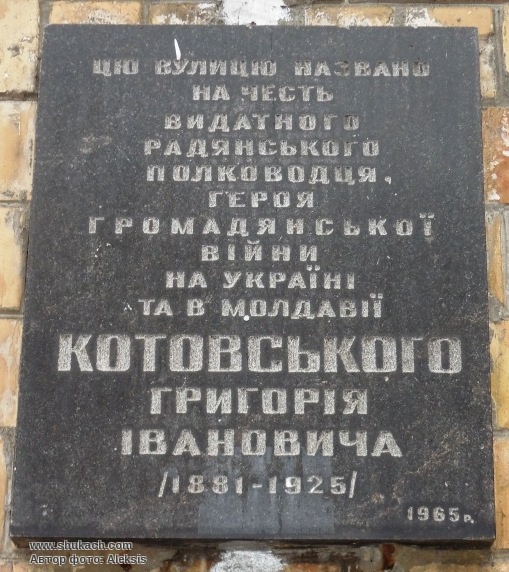 ЦЮ ВУЛИЦЮ НАЗВАНО
НА ЧЕСТЬ
ВИДАТНОГО
РАДЯНСЬКОГО
ПОЛКОВОДЦЯ,
ГЕРОЯ
ГРОМАДЯНСЬКОЇ
ВІЙНИ
НА УКРАЇНІ
ТА В МОЛДАВІЇ
КОТОВСЬКОГО
ГРИГОРІЯ
ІВАНОВИЧА
/1881-1925/
1965р.
www.shukach.com
Автор фото: Aleksis